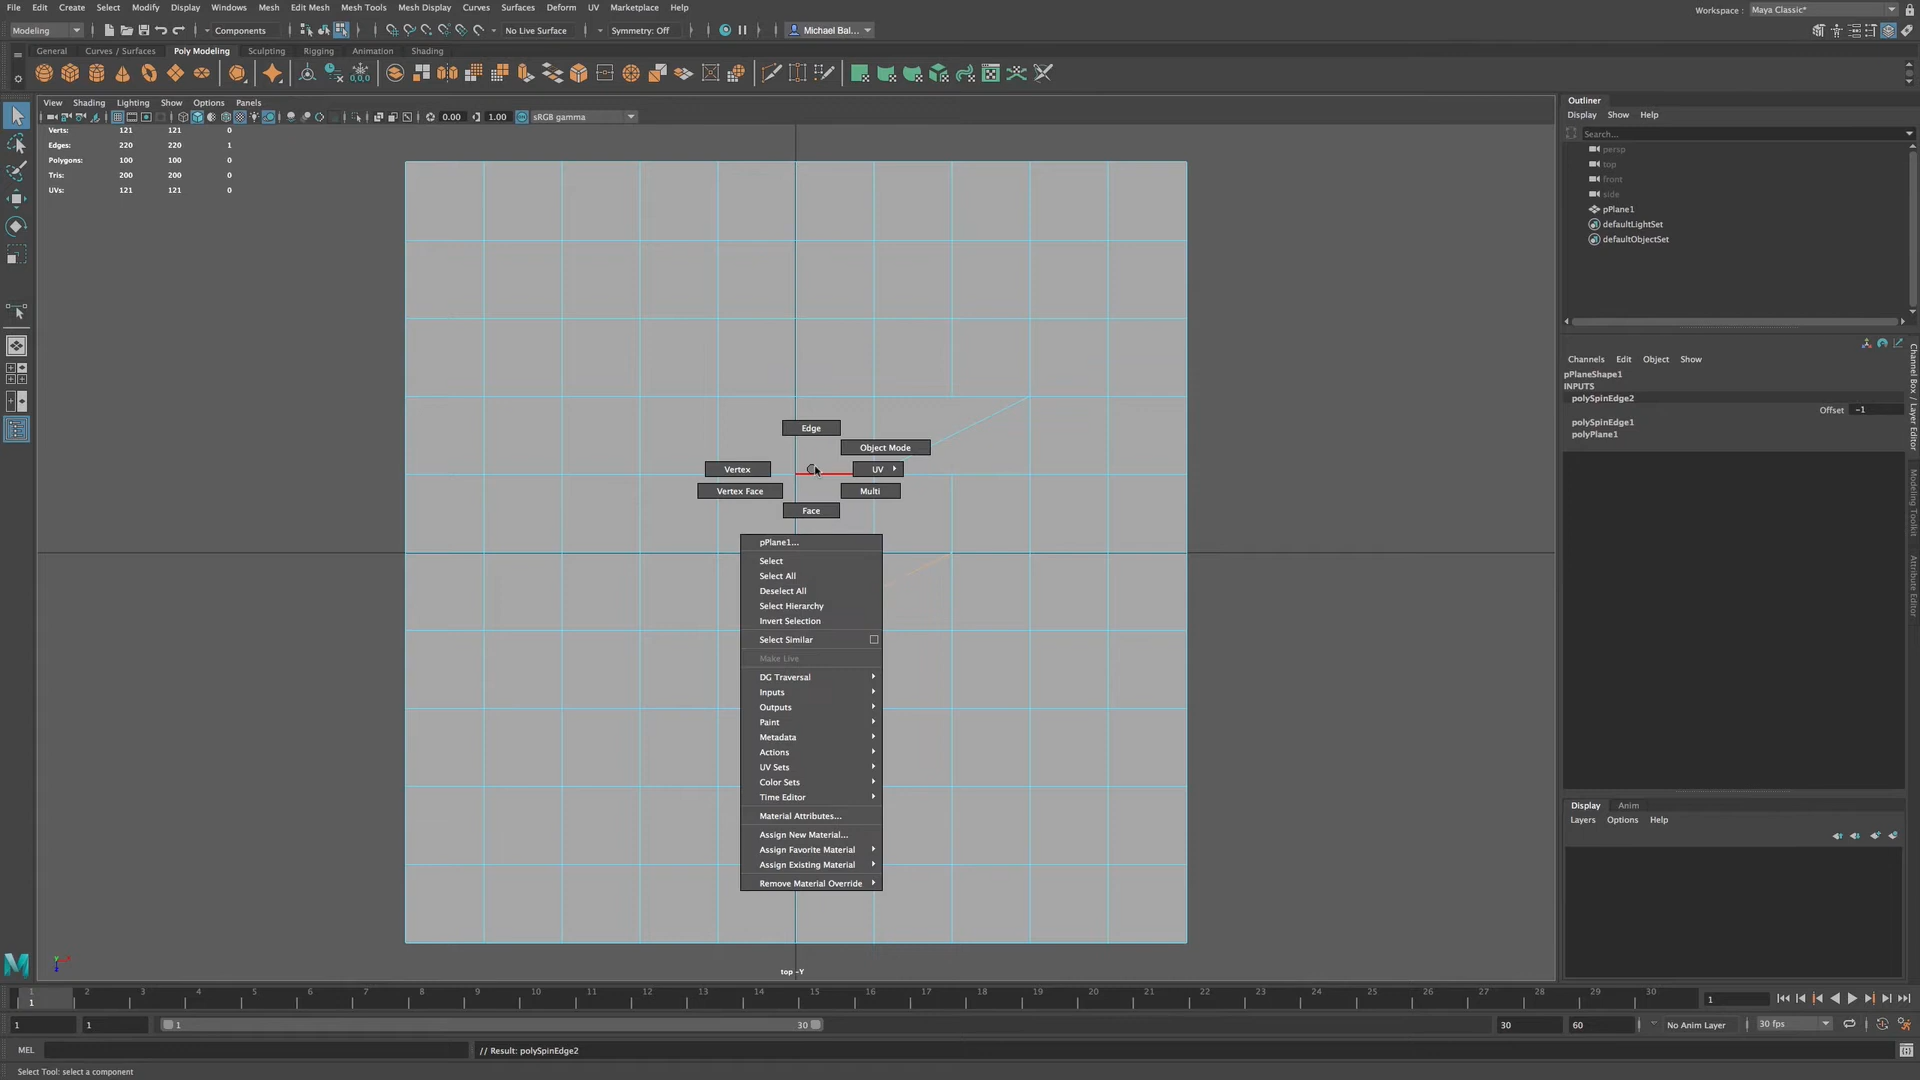 File Edit Create Select Modify Display Windows Mesh Edit Mesh Mesh Tools Mesh Display Curves Surfaces Deform UV Marketplace Help
Workspace : Maya Classic*
Modeling Components No Live Surface Symmetry: Off Michael Bal...
General Curves / Surfaces Poly Modeling Sculpting Rigging Animation Shading
View Shading Lighting Show Options Panels
0.00 1.00 sRGB gamma
Verts: 121 121 0
Edges: 220 220 1
Polygons: 100 100 0
Tris: 200 200 0
UVs: 121 121 0
Edge
Object Mode
Vertex
UV
Vertex Face
Multi
Face
pPlane1...
Select
Select All
Deselect All
Select Hierarchy
Invert Selection
Select Similar
Make Live
DG Traversal
Inputs
Outputs
Paint
Metadata
Actions
UV Sets
Color Sets
Time Editor
Material Attributes...
Assign New Material...
Assign Favorite Material
Assign Existing Material
Remove Material Override
top -Y
Outliner
Display Show Help
Search...
persp
top
front
side
pPlane1
defaultLightSet
defaultObjectSet
Channels Edit Object Show
pPlaneShape1
INPUTS
polySpinEdge2
Offset -1
polySpinEdge1
polyPlane1
Channel Box / Layer Editor
Modeling Toolkit
Attribute Editor
Display Anim
Layers Options Help
1 2 3 4 5 6 7 8 9 10 11 12 13 14 15 16 17 18 19 20 21 22 23 24 25 26 27 28 29 30
1
1
1 1 1 30 30 60 No Anim Layer 30 fps
MEL // Result: polySpinEdge2
Select Tool: select a component